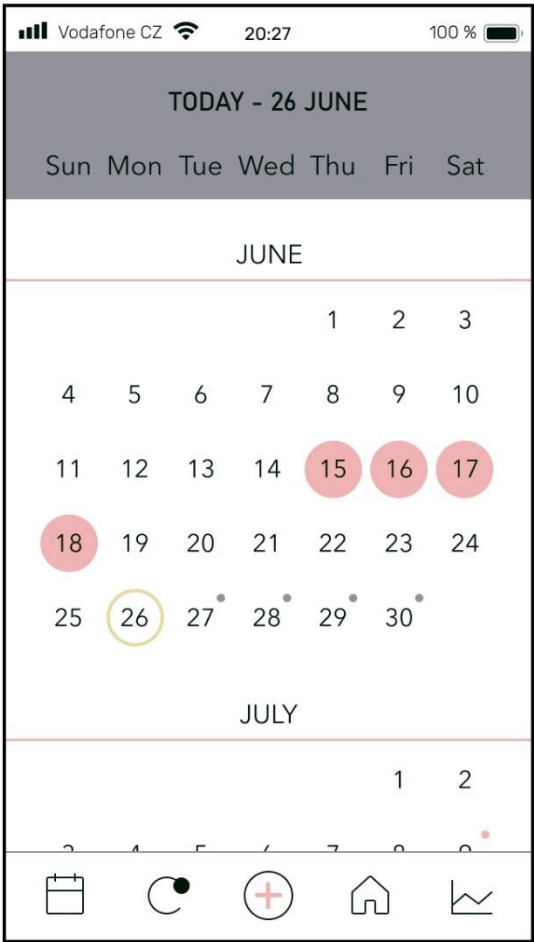 Vodafone CZ 20:27 100 %
TODAY - 26 JUNE
Sun Mon Tue Wed Thu Fri Sat
JUNE
1 2 3
4 5 6 7 8 9 10
11 12 13 14 15 16 17
18 19 20 21 22 23 24
25 26 27 28 29 30
JULY
1 2